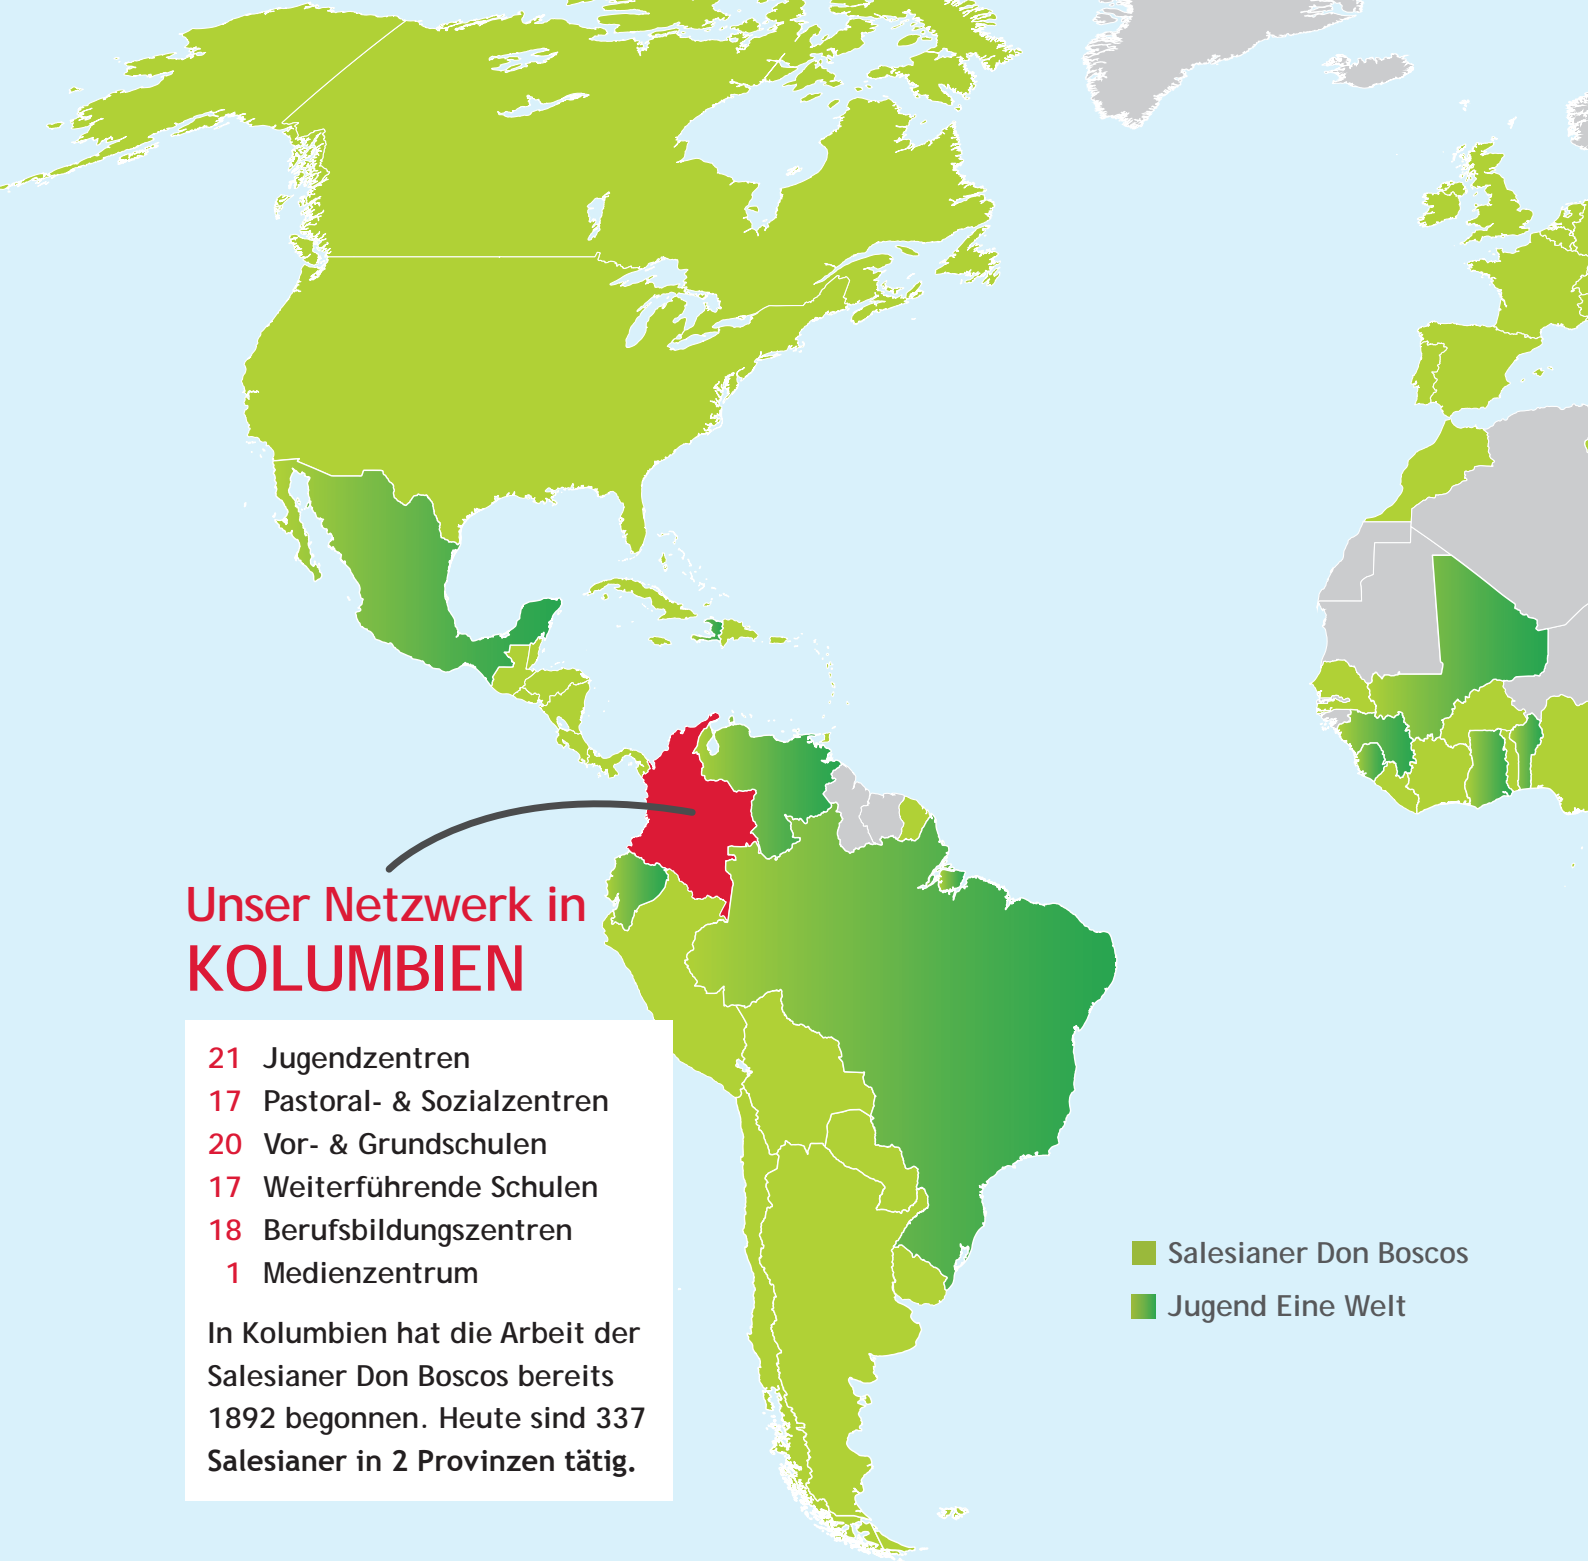 Unser Netzwerk in
KOLUMBIEN
21 Jugendzentren
17 Pastoral- & Sozialzentren
20 Vor- & Grundschulen
17 Weiterführende Schulen
18 Berufsbildungszentren
1 Medienzentrum
In Kolumbien hat die Arbeit der
Salesianer Don Boscos bereits
1892 begonnen. Heute sind 337
Salesianer in 2 Provinzen tätig.
Salesianer Don Boscos
Jugend Eine Welt